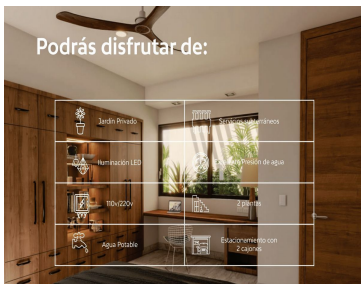 Podrás disfrutar de:
Jardín Privado
Servicios subterráneos
Iluminación LED
Presión de agua
110v/220v
2 plantas
Agua Potable
Estacionamiento con
2 cajones